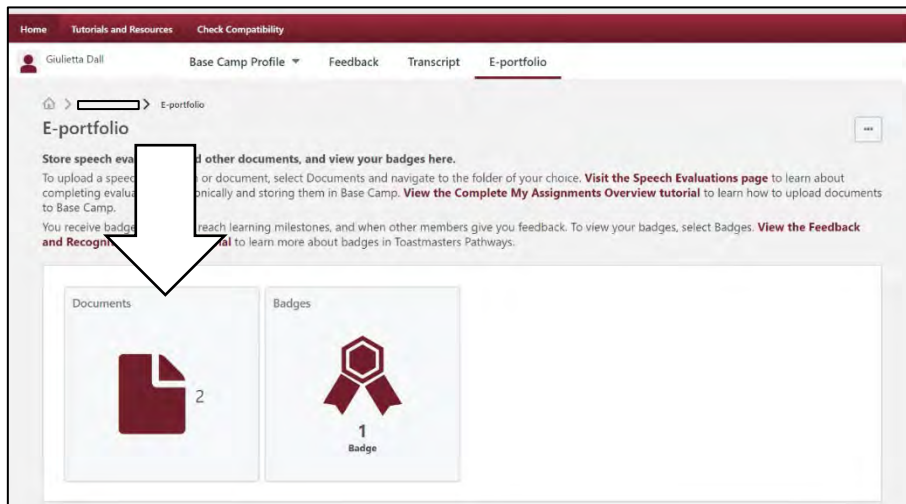 Home Tutorials and Resources Check Compatibility
Giulietta Dall Base Camp Profile Feedback Transcript E-portfolio
E-portfolio
E-portfolio
Store speech eva d other documents, and view your badges here.
To upload a speec n or document, select Documents and navigate to the folder of your choice. Visit the Speech Evaluations page to learn about
completing evalua onically and storing them in Base Camp. View the Complete My Assignments Overview tutorial to learn how to upload documents
to Base Camp.
You receive badge reach learning milestones, and when other members give you feedback. To view your badges, select Badges. View the Feedback
and Recogni al to learn more about badges in Toastmasters Pathways.
Documents Badges
2
1
Badge